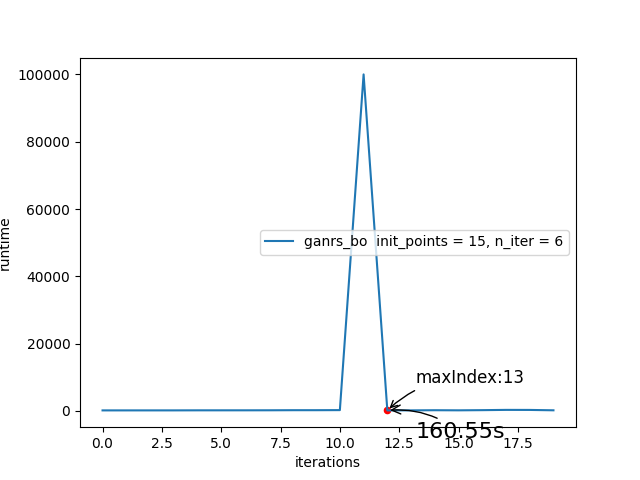 100000
80000
60000
40000
20000
0
runtime
ganrs_bo  init_points = 15, n_iter = 6
maxIndex:13
160.55s
0.0 2.5 5.0 7.5 10.0 12.5 15.0 17.5
iterations